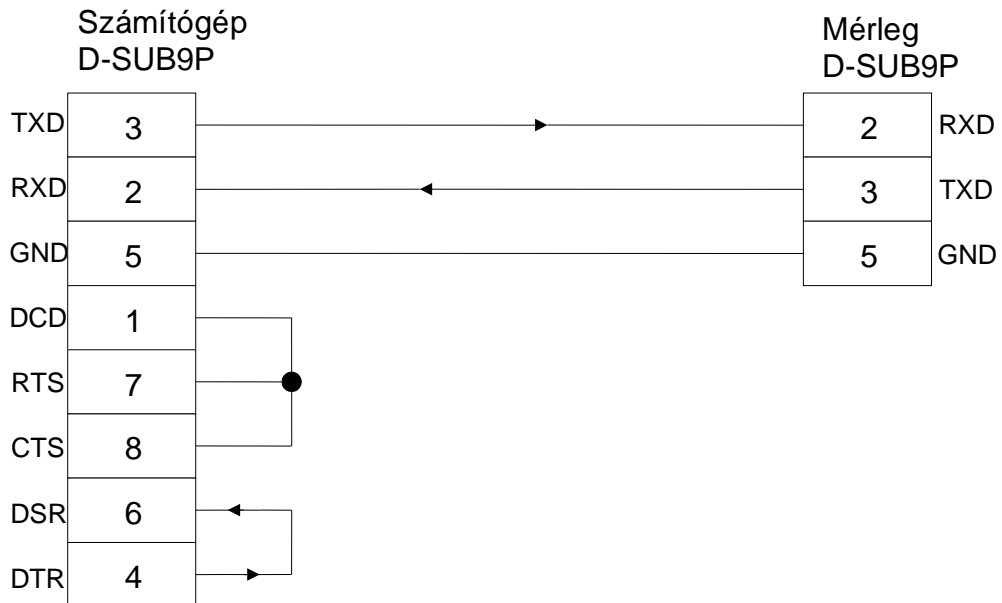 Számítógép
D-SUB9P
Mérleg
D-SUB9P
TXD 3 2 RXD
RXD 2 3 TXD
GND 5 5 GND
DCD 1
RTS 7
CTS 8
DSR 6
DTR 4